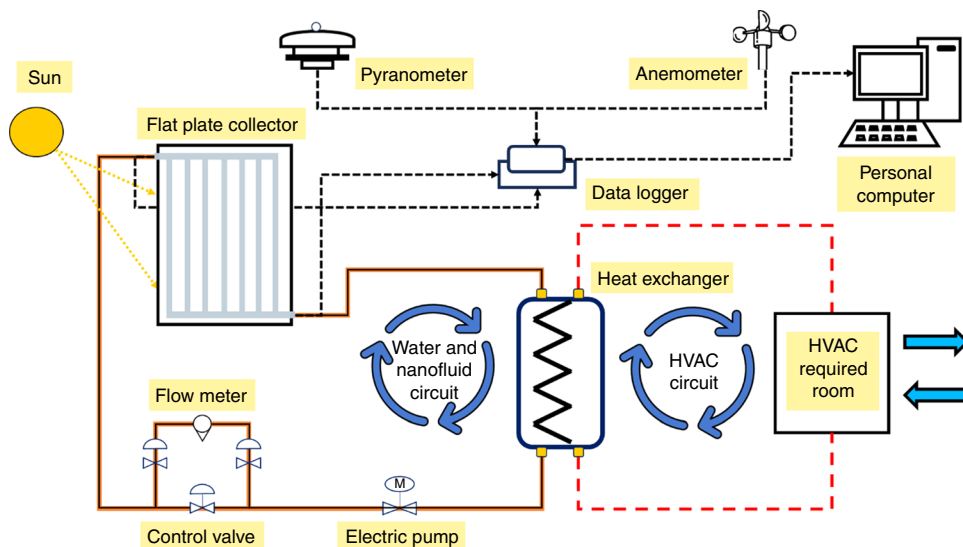 Sun
Pyranometer
Anemometer
Flat plate collector
Data logger
Personal
computer
Heat exchanger
Water and
nanofluid
circuit
HVAC
circuit
HVAC
required
room
Flow meter
M
Control valve
Electric pump